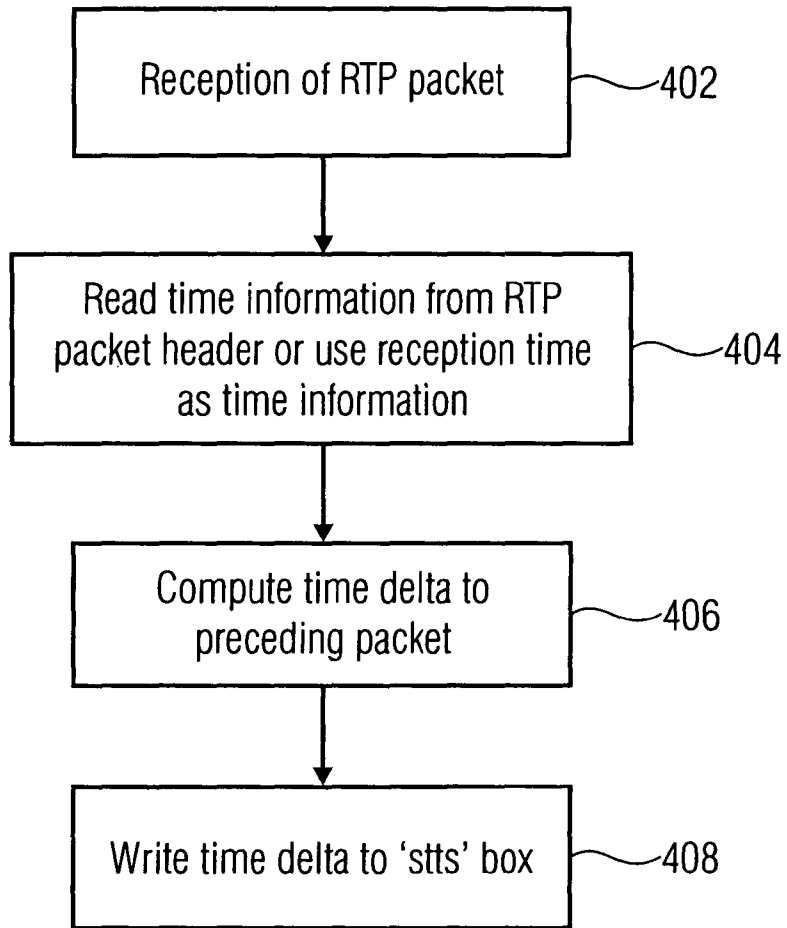 Reception of RTP packet
402
Read time information from RTP
packet header or use reception time
as time information
404
Compute time delta to
preceding packet
406
Write time delta to ‘stts’ box
408